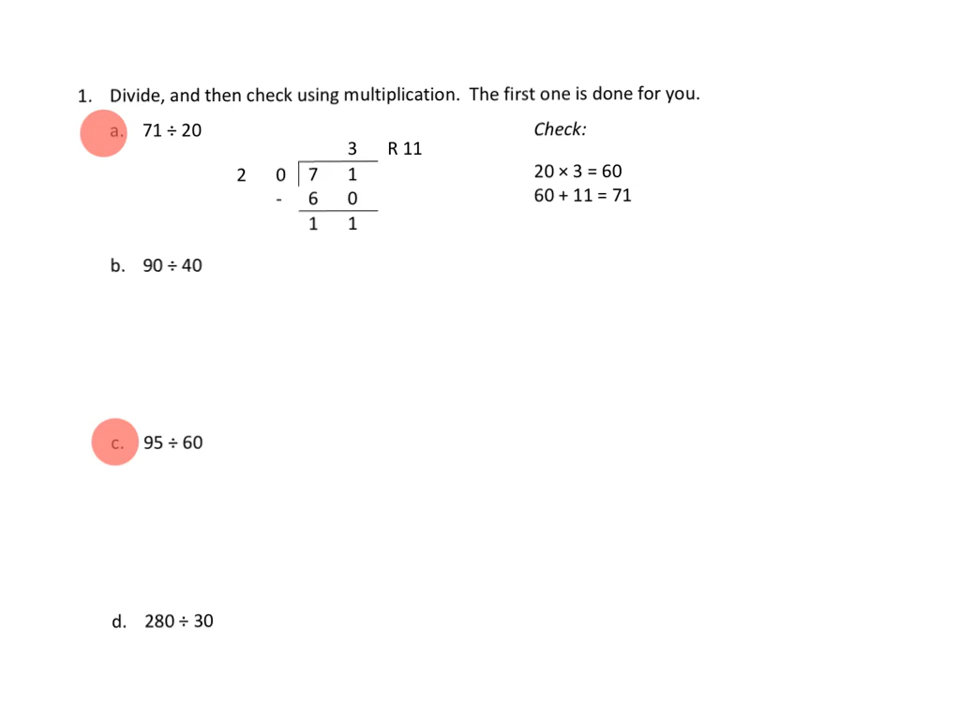 1. Divide, and then check using multiplication. The first one is done for you.
a. 71 ÷ 20
Check:
3 R 11
2 0 7 1
20 × 3 = 60
- 6 0
60 + 11 = 71
1 1
b. 90 ÷ 40
c. 95 ÷ 60
d. 280 ÷ 30